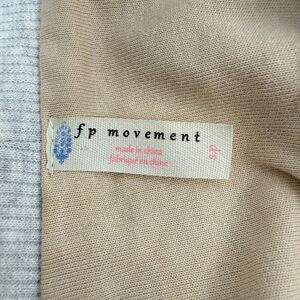 fp movement
made in china
fabriqué en chine